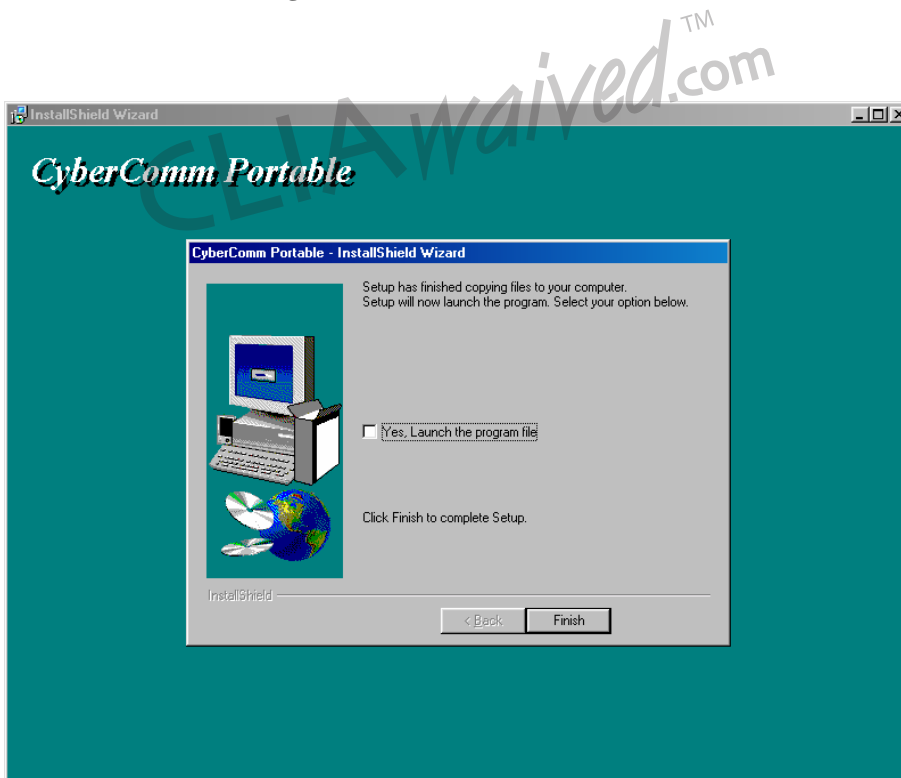 CLIAwaived.com™
InstallShield Wizard
CyberComm Portable
CyberComm Portable - InstallShield Wizard
Setup has finished copying files to your computer.
Setup will now launch the program. Select your option below.
Yes, Launch the program file
Click Finish to complete Setup.
InstallShield
< Back
Finish